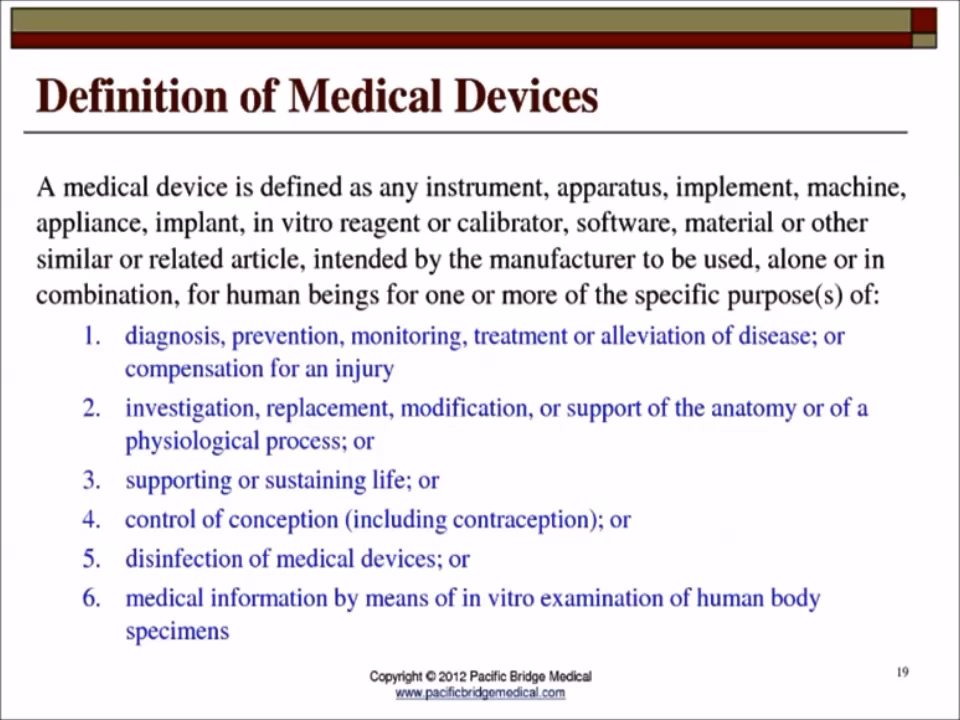 Definition of Medical Devices
A medical device is defined as any instrument, apparatus, implement, machine,
appliance, implant, in vitro reagent or calibrator, software, material or other
similar or related article, intended by the manufacturer to be used, alone or in
combination, for human beings for one or more of the specific purpose(s) of:
1. diagnosis, prevention, monitoring, treatment or alleviation of disease; or
compensation for an injury
2. investigation, replacement, modification, or support of the anatomy or of a
physiological process; or
3. supporting or sustaining life; or
4. control of conception (including contraception); or
5. disinfection of medical devices; or
6. medical information by means of in vitro examination of human body
specimens
Copyright © 2012 Pacific Bridge Medical
www.pacificbridgemedical.com
19